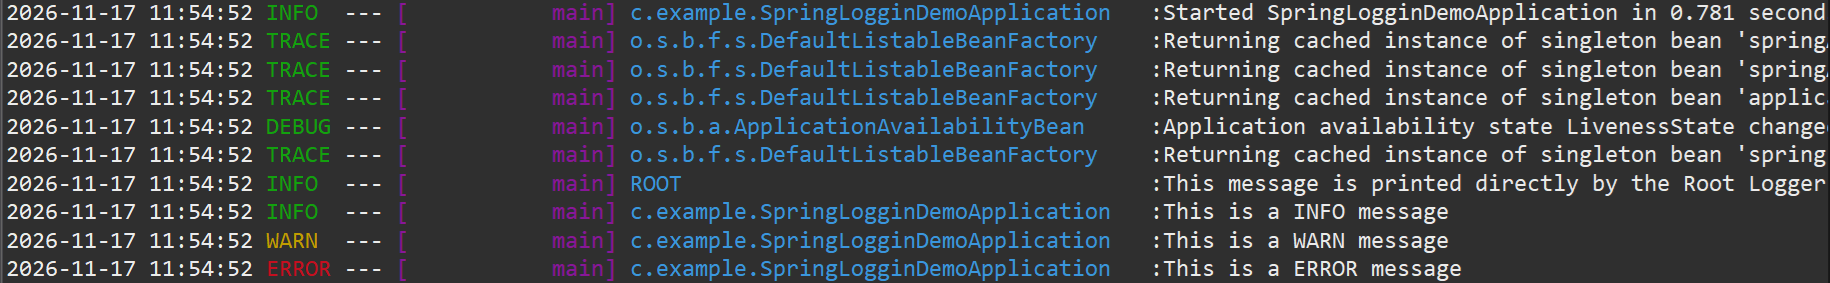 2026-11-17 11:54:52 INFO  --- [           main] c.example.SpringLogginDemoApplication   :Started SpringLogginDemoApplication in 0.781 second
2026-11-17 11:54:52 TRACE --- [           main] o.s.b.f.s.DefaultListableBeanFactory    :Returning cached instance of singleton bean 'spring
2026-11-17 11:54:52 TRACE --- [           main] o.s.b.f.s.DefaultListableBeanFactory    :Returning cached instance of singleton bean 'spring
2026-11-17 11:54:52 TRACE --- [           main] o.s.b.f.s.DefaultListableBeanFactory    :Returning cached instance of singleton bean 'applic
2026-11-17 11:54:52 DEBUG --- [           main] o.s.b.a.ApplicationAvailabilityBean     :Application availability state LivenessState change
2026-11-17 11:54:52 TRACE --- [           main] o.s.b.f.s.DefaultListableBeanFactory    :Returning cached instance of singleton bean 'spring
2026-11-17 11:54:52 INFO  --- [           main] ROOT                                    :This message is printed directly by the Root Logger
2026-11-17 11:54:52 INFO  --- [           main] c.example.SpringLogginDemoApplication   :This is a INFO message
2026-11-17 11:54:52 WARN  --- [           main] c.example.SpringLogginDemoApplication   :This is a WARN message
2026-11-17 11:54:52 ERROR --- [           main] c.example.SpringLogginDemoApplication   :This is a ERROR message